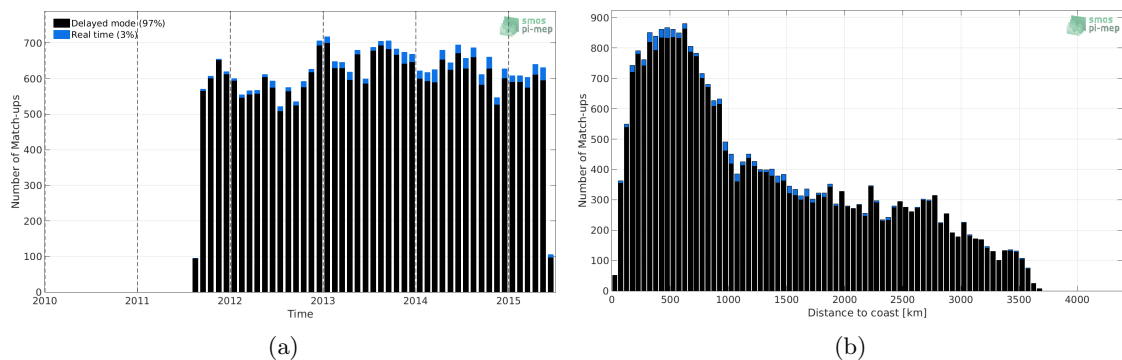 Delayed mode (97%)
Real time (3%)
smos
pi-mep
700
600
500
400
300
200
100
0
Number of Match-ups
2010 2011 2012 2013 2014 2015
Time
(a)
smos
pi-mep
900
800
700
600
500
400
300
200
100
0
Number of Match-ups
0 500 1000 1500 2000 2500 3000 3500 4000
Distance to coast [km]
(b)